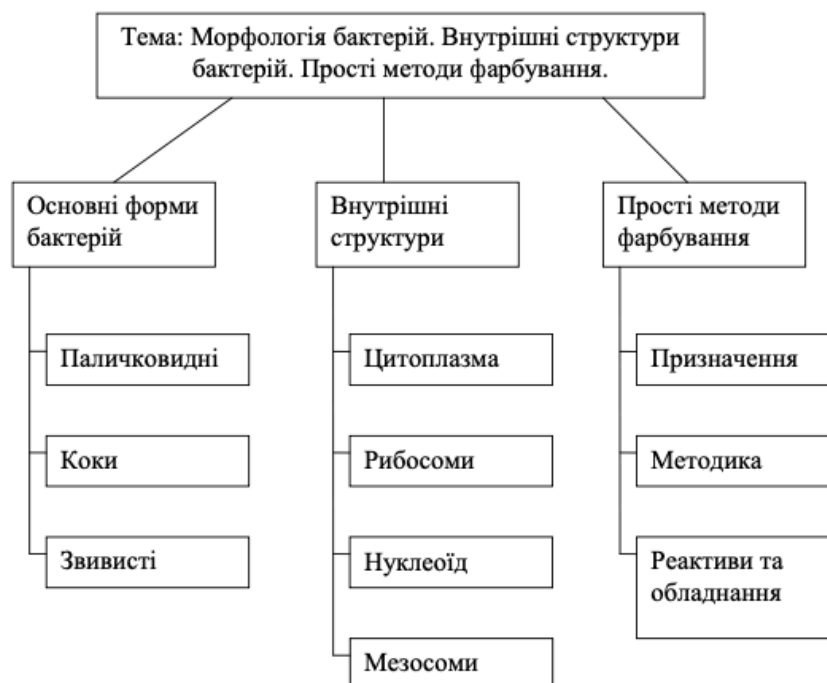 Тема: Морфологія бактерій. Внутрішні структури
бактерій. Прості методи фарбування.
Основні форми
бактерій
Паличковидні
Коки
Звивисті
Внутрішні
структури
Цитоплазма
Рибосоми
Нуклеоїд
Мезосоми
Прості методи
фарбування
Призначення
Методика
Реактиви та
обладнання